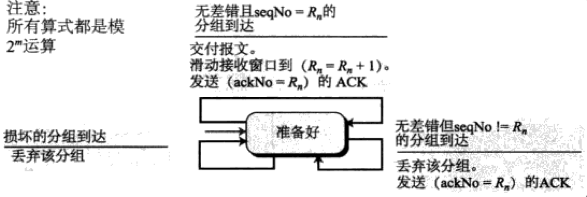 注意：
所有算式都是模
2ᵐ运算
无差错且seqNo = Rₙ的
分组到达
交付报文。
滑动接收窗口到（Rₙ = Rₙ + 1）。
发送（ackNo = Rₙ）的 ACK
准备好
损坏的分组到达
丢弃该分组
无差错但seqNo != Rₙ
的分组到达
丢弃该分组。
发送（ackNo = Rₙ）的ACK